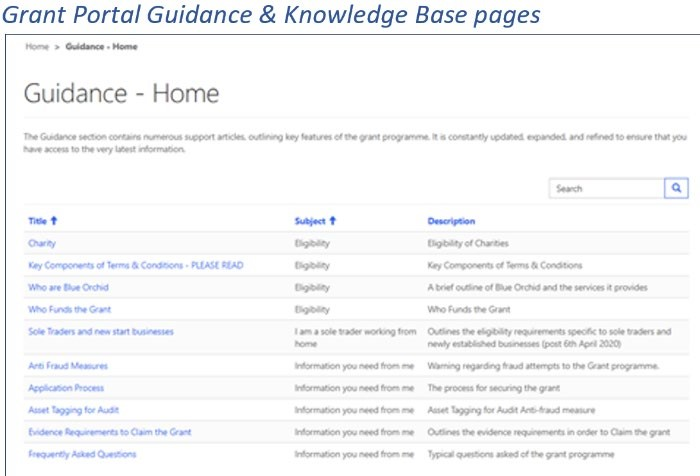 Grant Portal Guidance & Knowledge Base pages
Home > Guidance - Home
Guidance - Home
The Guidance section contains numerous support articles, outlining key features of the grant programme. It is constantly updated, expanded, and refined to ensure that you
have access to the very latest information.
Search
Title Subject Description
Charity Eligibility Eligibility of Charities
Key Components of Terms & Conditions - PLEASE READ Eligibility Key Components of Terms & Conditions
Who are Blue Orchid Eligibility A brief outline of Blue Orchid and the services it provides
Who Funds the Grant Eligibility Who Funds the Grant
Sole Traders and new start businesses I am a sole trader working from Outlines the eligibility requirements specific to sole traders and
home newly established businesses (post 6th April 2020)
Anti Fraud Measures Information you need from me Warning regarding fraud attempts to the Grant programme.
Application Process Information you need from me The process for securing the grant
Asset Tagging for Audit Information you need from me Asset Tagging for Audit Anti-fraud measure
Evidence Requirements to Claim the Grant Information you need from me Outlines the evidence requirements in order to Claim the grant
Frequently Asked Questions Information you need from me Typical questions asked of the grant programme